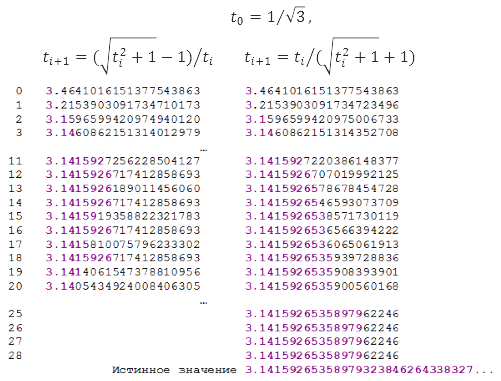 t₀ = 1/√3 ,
tᵢ₊₁ = (√(tᵢ² + 1) − 1)/tᵢ tᵢ₊₁ = tᵢ/(√(tᵢ² + 1) + 1)
0 3.4641016151377543863 3.4641016151377543863
1 3.2153903091734710173 3.2153903091734723496
2 3.1596599420974940120 3.1596599420975006733
3 3.1460862151314012979 3.1460862151314352708
…
11 3.1415927256228504127 3.1415927220386148377
12 3.1415926717412858693 3.1415926707019992125
13 3.1415926189011456060 3.1415926578678454728
14 3.1415926717412858693 3.1415926546593073709
15 3.1415919358822321783 3.1415926538571730119
16 3.1415926717412858693 3.1415926536566394222
17 3.1415810075796233302 3.1415926536065061913
18 3.1415926717412858693 3.1415926535939728836
19 3.1414061547378810956 3.1415926535908393901
20 3.1405434924008406305 3.1415926535900560168
…
25 3.1415926535897962246
26 3.1415926535897962246
27 3.1415926535897962246
28 3.1415926535897962246
Истинное значение 3.14159265358979323846264338327...